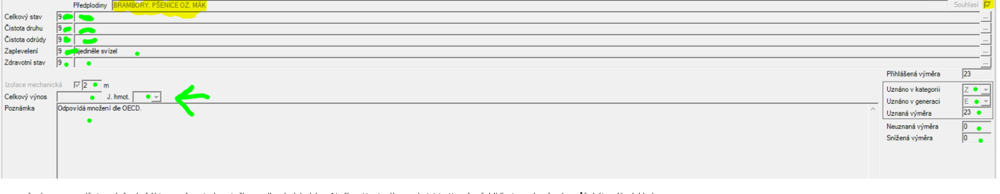 Předplodiny BRAMBORY, PŠENICE OZ, MÁK Souhlasí
Celkový stav 9 ...
Čistota druhu 9 ...
Čistota odrůdy 9 ...
Zaplevelení 9 ojediněle svízel ...
Zdravotní stav 9 ...
Přihlášená výměra 23
Izolace mechanická 2 m
Uznáno v kategorii Z
Celkový výnos J. hmot.
Uznáno v generaci E
Poznámka Odpovídá množení dle OECD.
Uznaná výměra 23
Neuznaná výměra 0
Snížená výměra 0